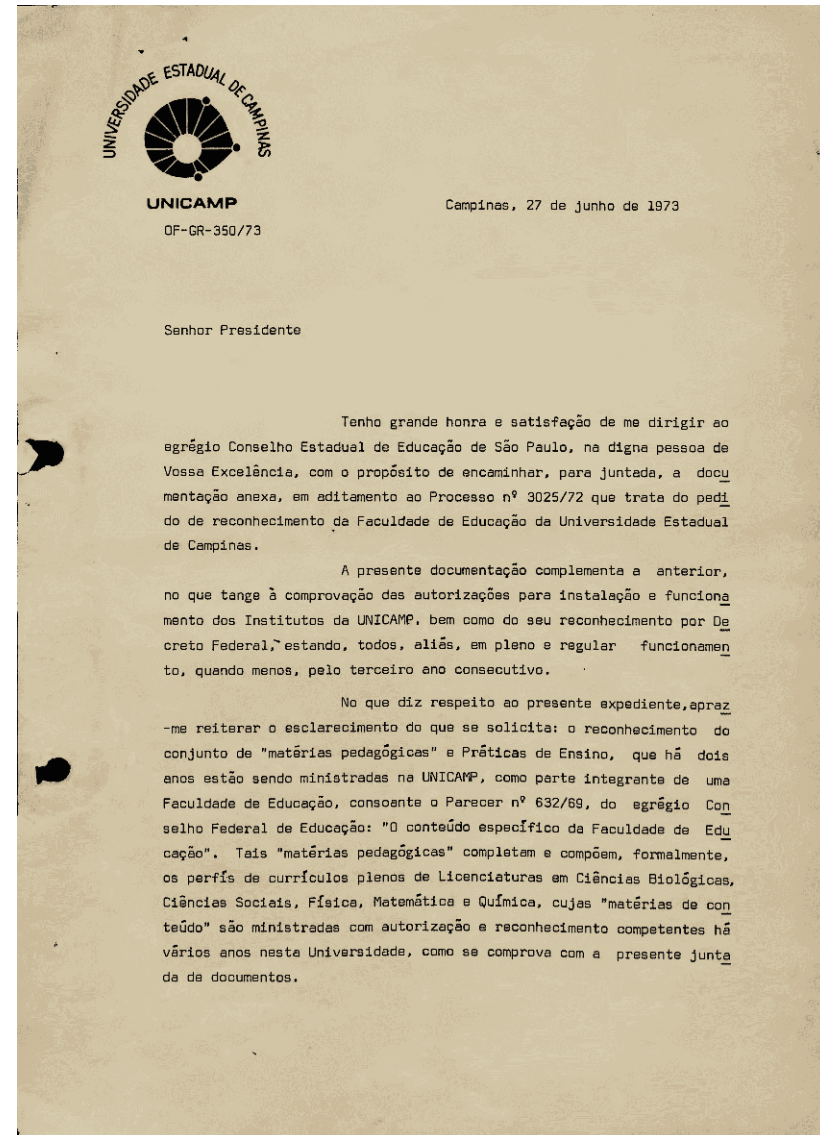 UNIVERSIDADE ESTADUAL DE CAMPINAS
UNICAMP
Campinas, 27 de junho de 1973
OF-GR-350/73
Senhor Presidente
Tenho grande honra e satisfação de me dirigir ao
egrégio Conselho Estadual de Educação de São Paulo, na digna pessoa de
Vossa Excelência, com o propósito de encaminhar, para juntada, a docu
mentação anexa, em aditamento ao Processo nº 3025/72 que trata do pedi
do de reconhecimento da Faculdade de Educação da Universidade Estadual
de Campinas.
A presente documentação complementa a anterior,
no que tange à comprovação das autorizações para instalação e funciona
mento dos Institutos da UNICAMP, bem como do seu reconhecimento por De
creto Federal, estando, todos, aliás, em pleno e regular funcionamen
to, quando menos, pelo terceiro ano consecutivo.
No que diz respeito ao presente expediente,apraz
-me reiterar o esclarecimento do que se solicita: o reconhecimento do
conjunto de "matérias pedagógicas" e Práticas de Ensino, que há dois
anos estão sendo ministradas na UNICAMP, como parte integrante de uma
Faculdade de Educação, consoante o Parecer nº 632/69, do egrégio Con
selho Federal de Educação: "O conteúdo específico da Faculdade de Edu
cação". Tais "matérias pedagógicas" completam e compõem, formalmente,
os perfís de currículos plenos de Licenciaturas em Ciências Biológicas,
Ciências Sociais, Física, Matemática e Química, cujas "matérias de con
teúdo" são ministradas com autorização e reconhecimento competentes há
vários anos nesta Universidade, como se comprova com a presente junta
da de documentos.